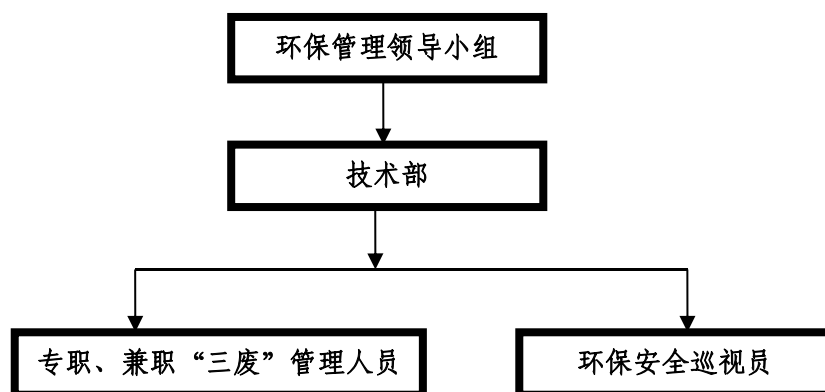 环保管理领导小组
技术部
专职、兼职“三废”管理人员
环保安全巡视员